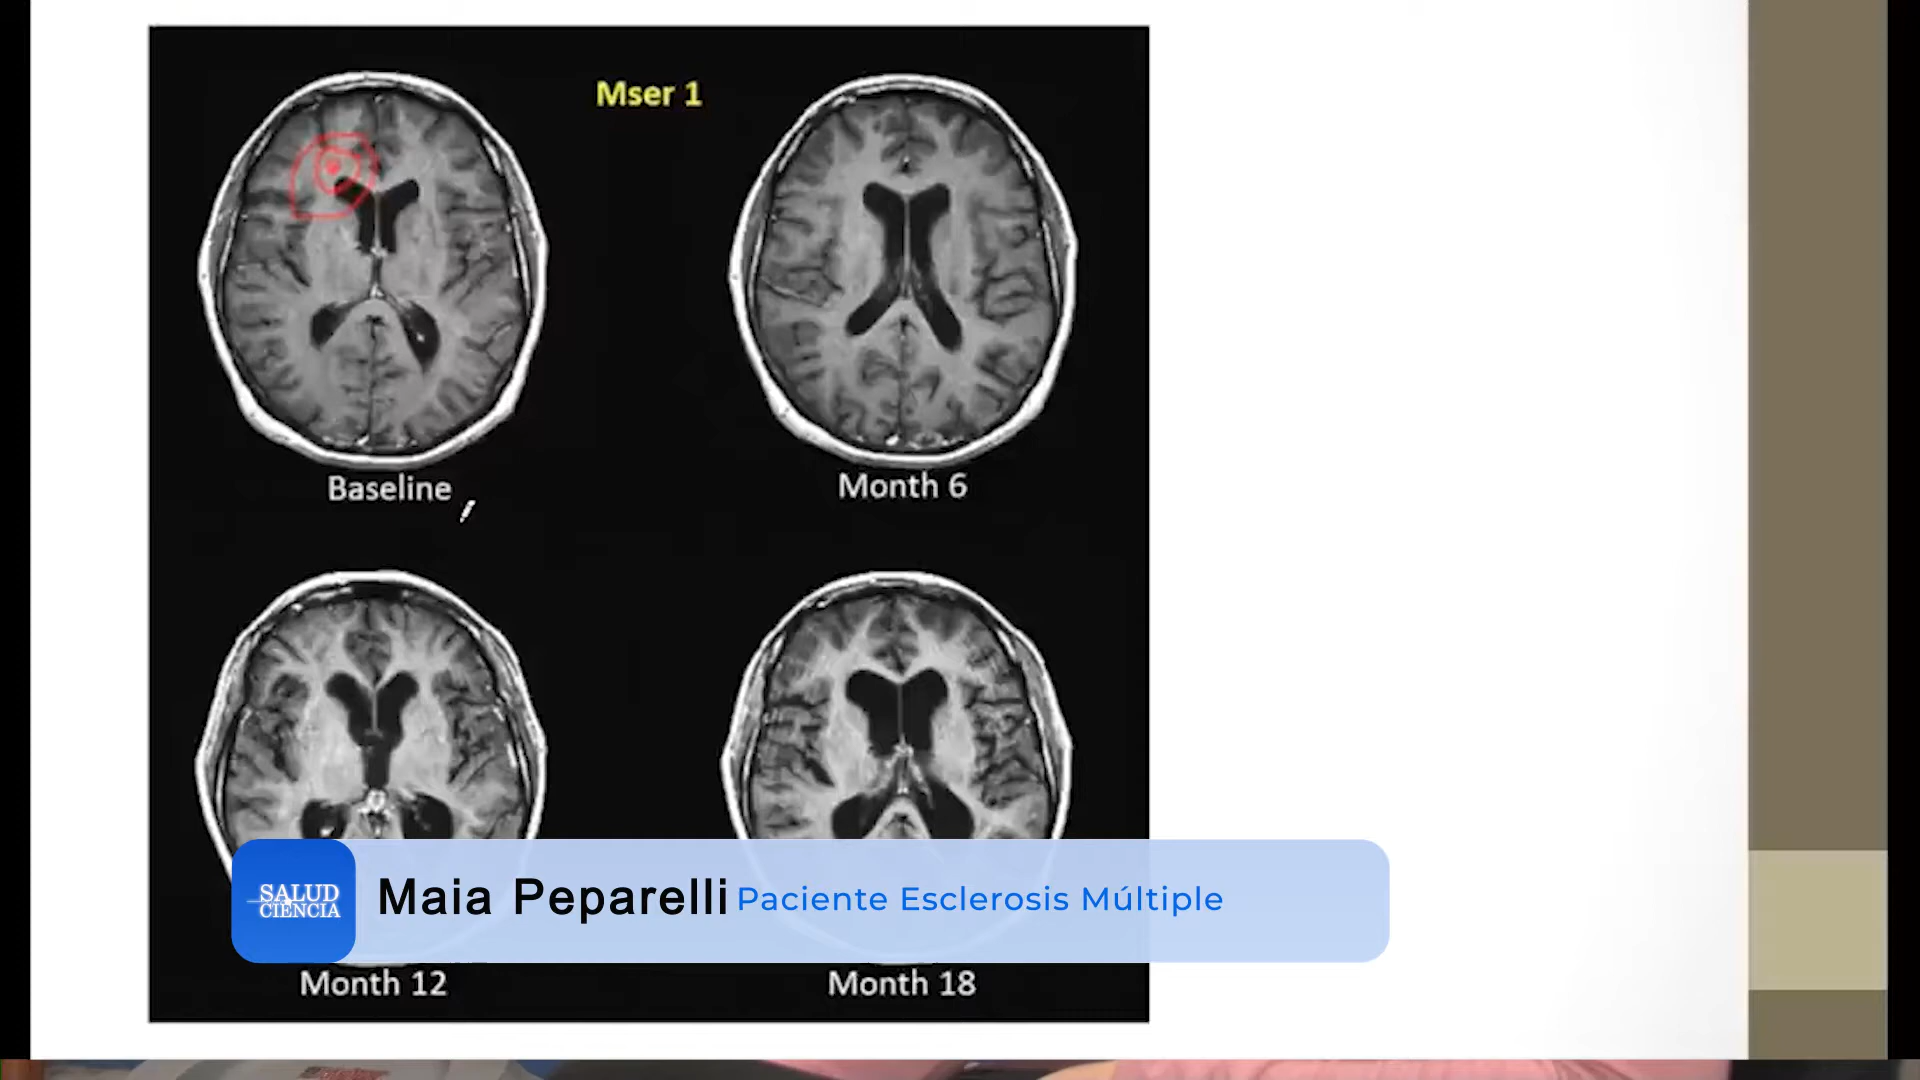 Mser 1
Baseline
Month 6
SALUD
CIENCIA
Maia Peparelli Paciente Esclerosis Múltiple
Month 12
Month 18